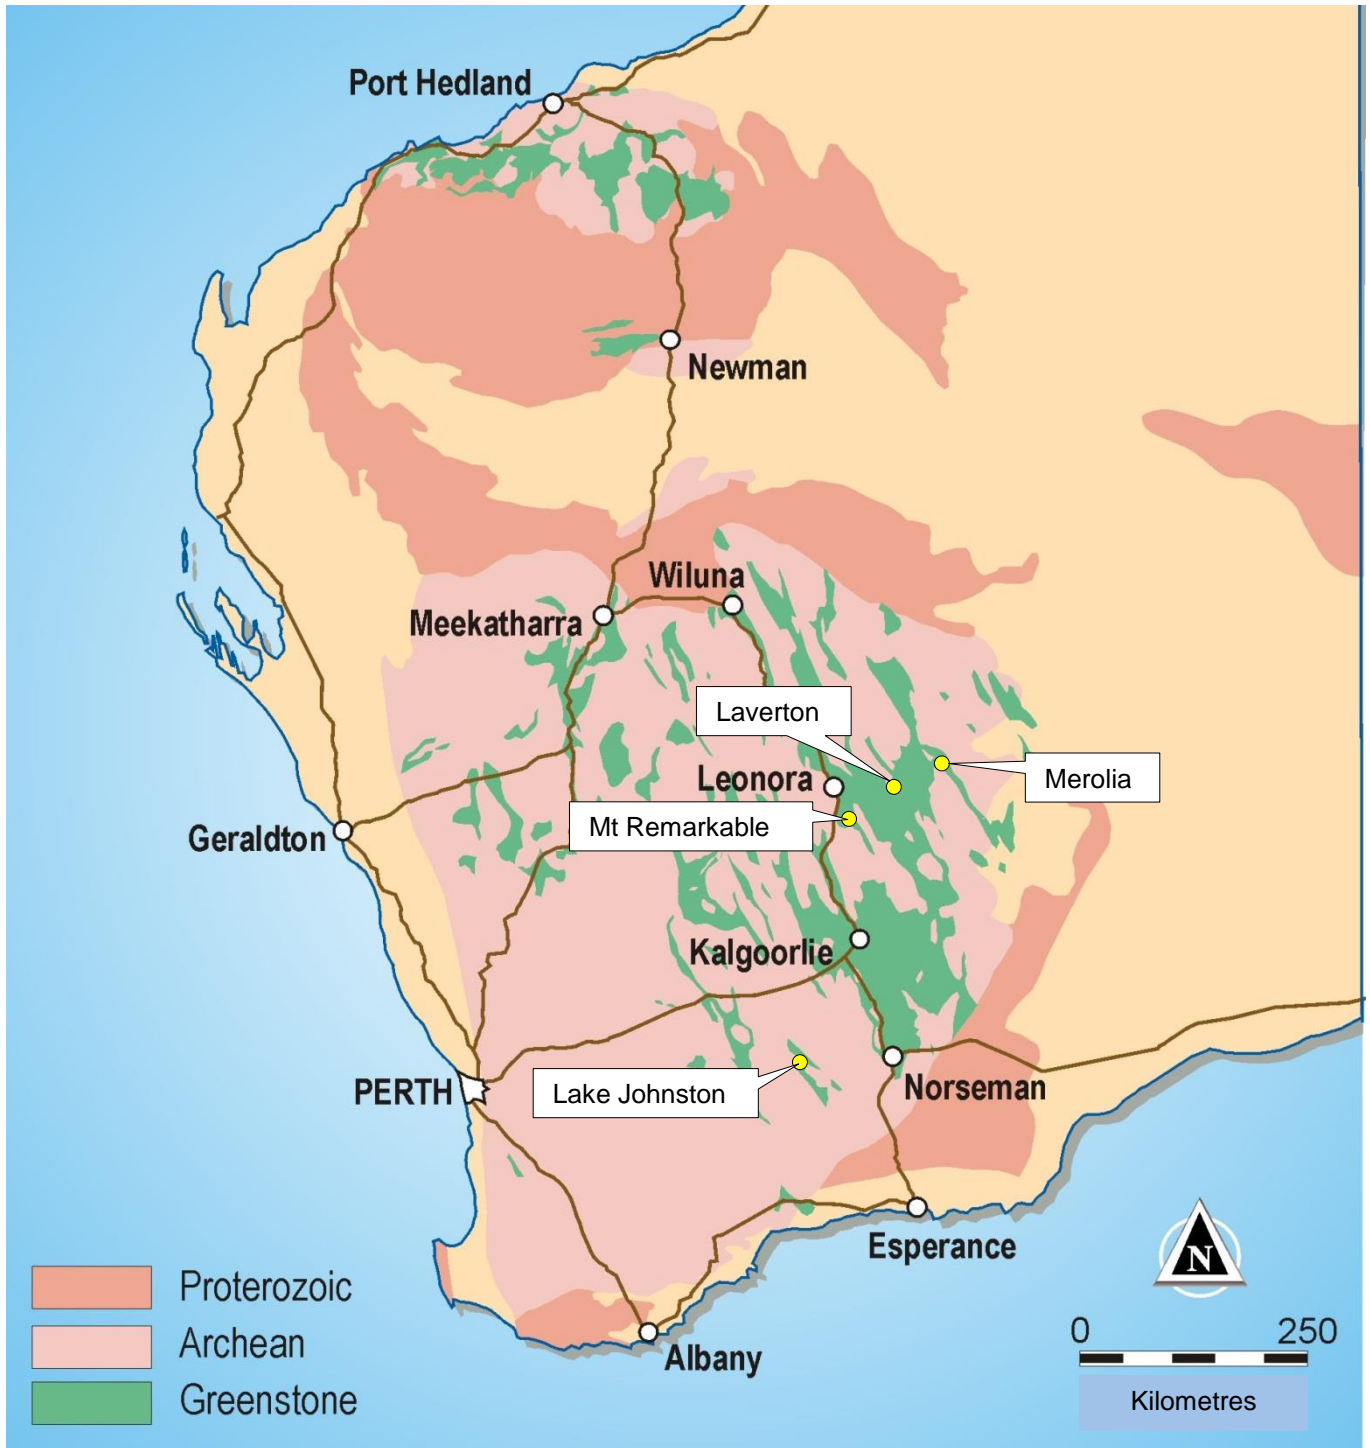 Port Hedland
Newman
Wiluna
Meekatharra
Laverton
Leonora
Merolia
Mt Remarkable
Geraldton
Kalgoorlie
PERTH
Lake Johnston
Norseman
Esperance
Albany
N
0 250
Kilometres
Proterozoic
Archean
Greenstone